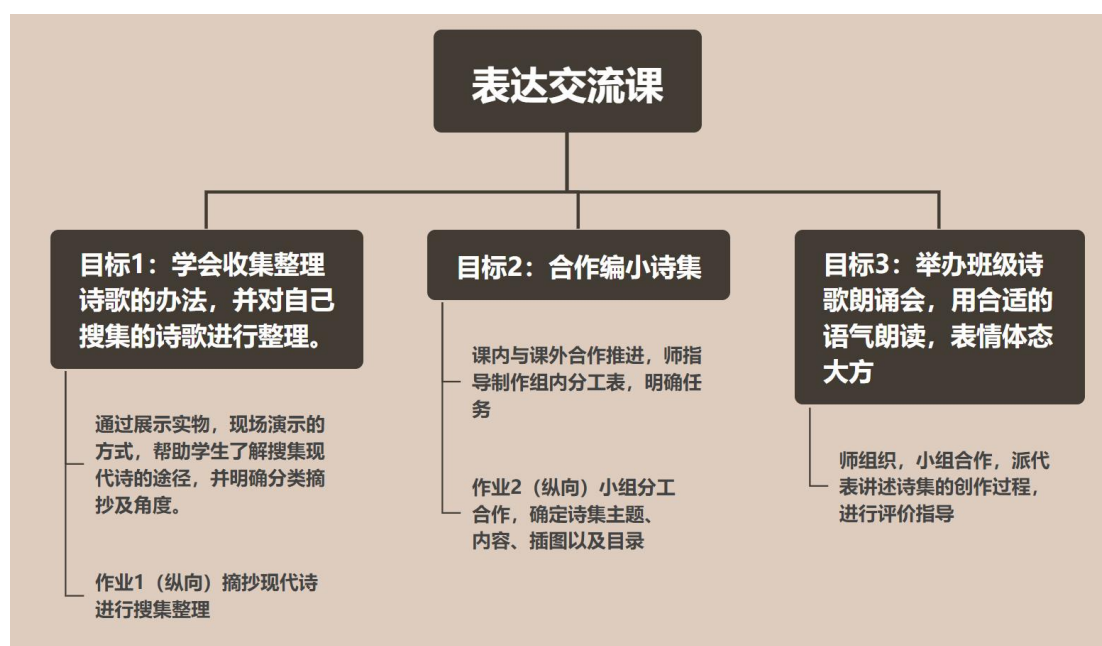 表达交流课
目标1：学会收集整理
诗歌的办法，并对自己
搜集的诗歌进行整理。
通过展示实物，现场演示的
方式，帮助学生了解搜集现
代诗的途径，并明确分类摘
抄及角度。
作业1（纵向）摘抄现代诗
进行搜集整理
目标2：合作编小诗集
课内与课外合作推进，师指
导制作组内分工表，明确任
务
作业2（纵向）小组分工
合作，确定诗集主题、
内容、插图以及目录
目标3：举办班级诗
歌朗诵会，用合适的
语气朗读，表情体态
大方
师组织，小组合作，派代
表讲述诗集的创作过程，
进行评价指导